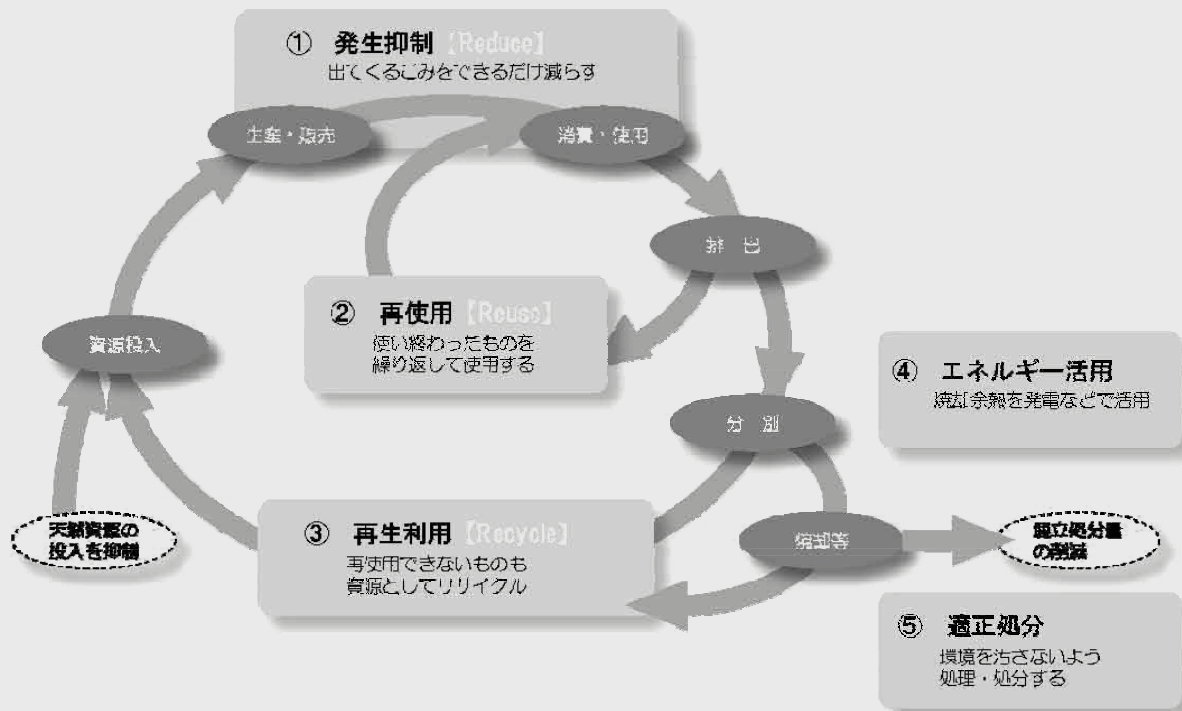 ① 発生抑制【Reduce】
出てくるごみをできるだけ減らす
生産・販売
消費・使用
排 出
② 再使用【Reuse】
使い終わったものを
繰り返して使用する
資源投入
④ エネルギー活用
焼却余熱を発電などで活用
分 別
天然資源の
投入を抑制
③ 再生利用【Recycle】
再使用できないものも
資源としてリサイクル
焼却等
埋立処分量
の削減
⑤ 適正処分
環境を汚さないよう
処理・処分する